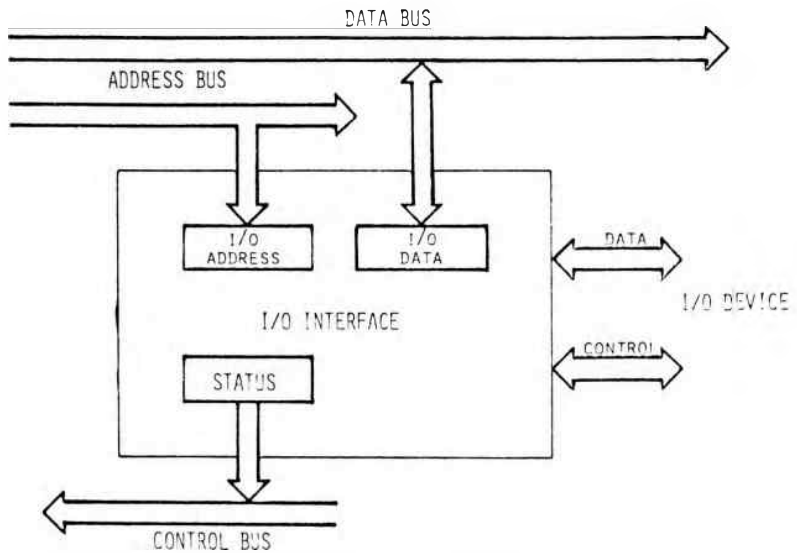 DATA BUS
ADDRESS BUS
I/O
ADDRESS
I/O
DATA
DATA
I/O DEVICE
I/O INTERFACE
CONTROL
STATUS
CONTROL BUS